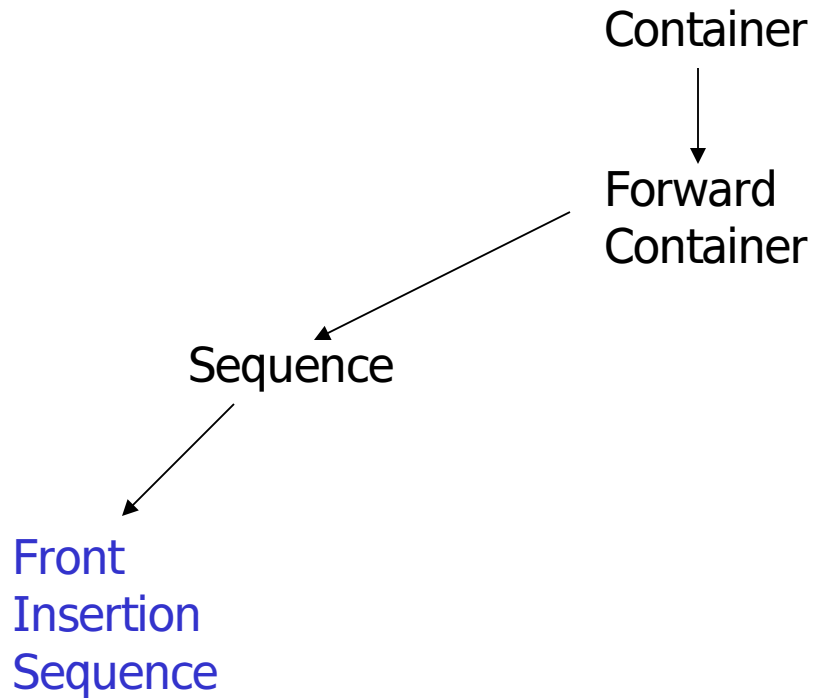 Container
Forward
Container
Sequence
Front
Insertion
Sequence